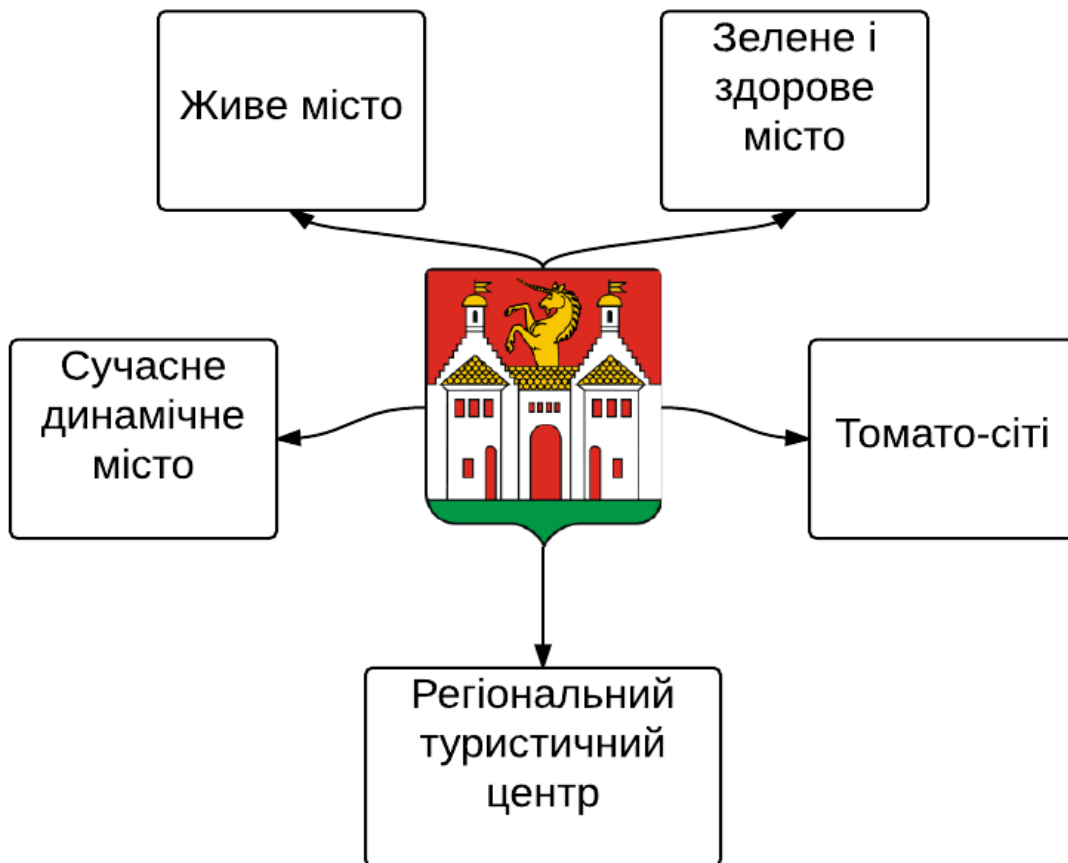 Живе місто
Зелене і
здорове
місто
Сучасне
динамічне
місто
Томато-сіті
Регіональний
туристичний
центр